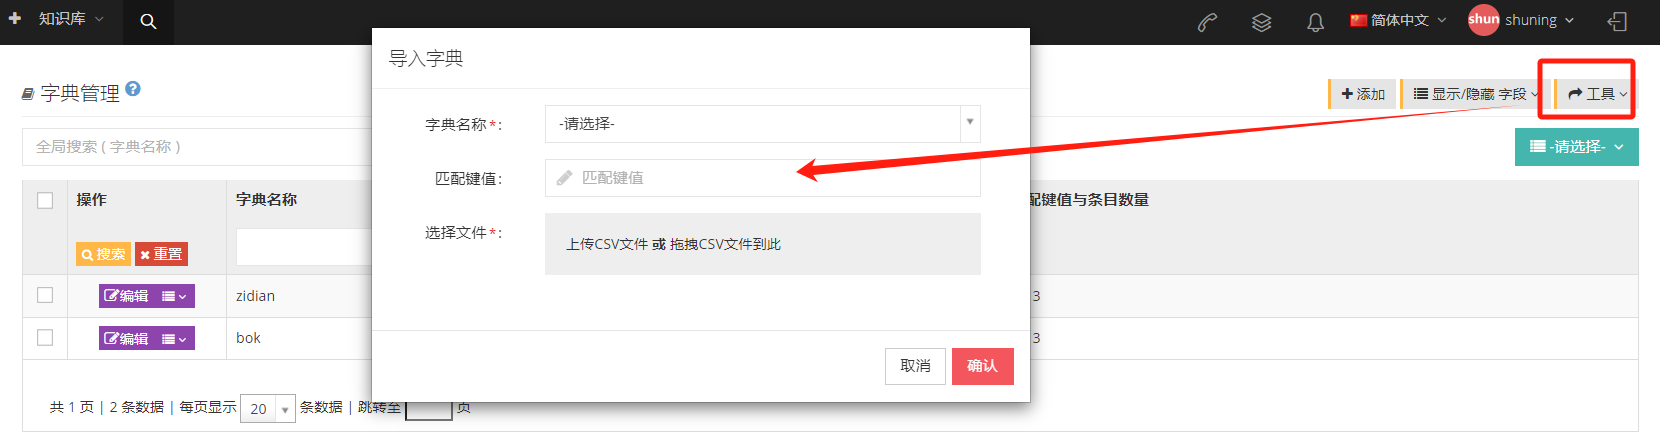 知识库
简体中文
shun
shuning
导入字典
字典管理
添加
显示/隐藏 字段
工具
字典名称*:
-请选择-
全局搜索 ( 字典名称 )
-请选择-
匹配键值:
匹配键值
操作
字典名称
配键值与条目数量
选择文件*:
上传CSV文件 或 拖拽CSV文件到此
搜索
重置
编辑
zidian
3
编辑
bok
3
取消
确认
共 1 页 | 2 条数据 | 每页显示 20 条数据 | 跳转至 页